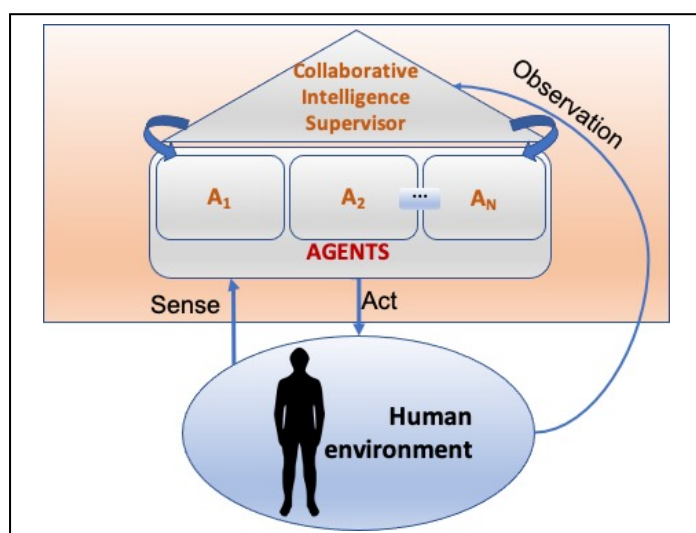 Collaborative
Intelligence
Supervisor
Observation
A1
A2
...
AN
AGENTS
Sense
Act
Human
environment